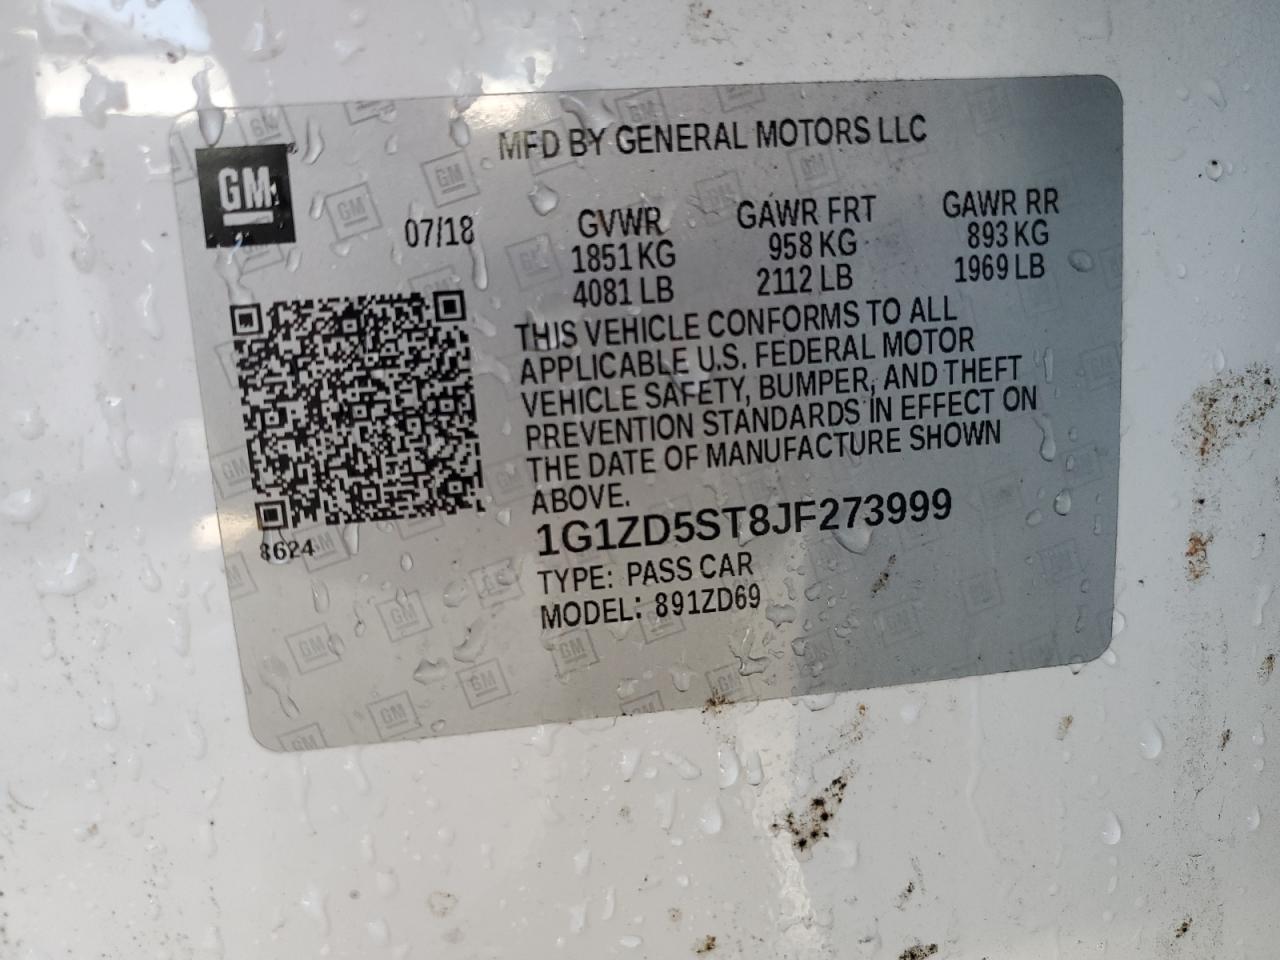 MFD BY GENERAL MOTORS LLC
GM
07/18
GVWR GAWR FRT GAWR RR
1851 KG 958 KG 893 KG
4081 LB 2112 LB 1969 LB
THIS VEHICLE CONFORMS TO ALL
APPLICABLE U.S. FEDERAL MOTOR
VEHICLE SAFETY, BUMPER, AND THEFT
PREVENTION STANDARDS IN EFFECT ON
THE DATE OF MANUFACTURE SHOWN
ABOVE.
8624
1G1ZD5ST8JF273999
TYPE: PASS CAR
MODEL: 891ZD69